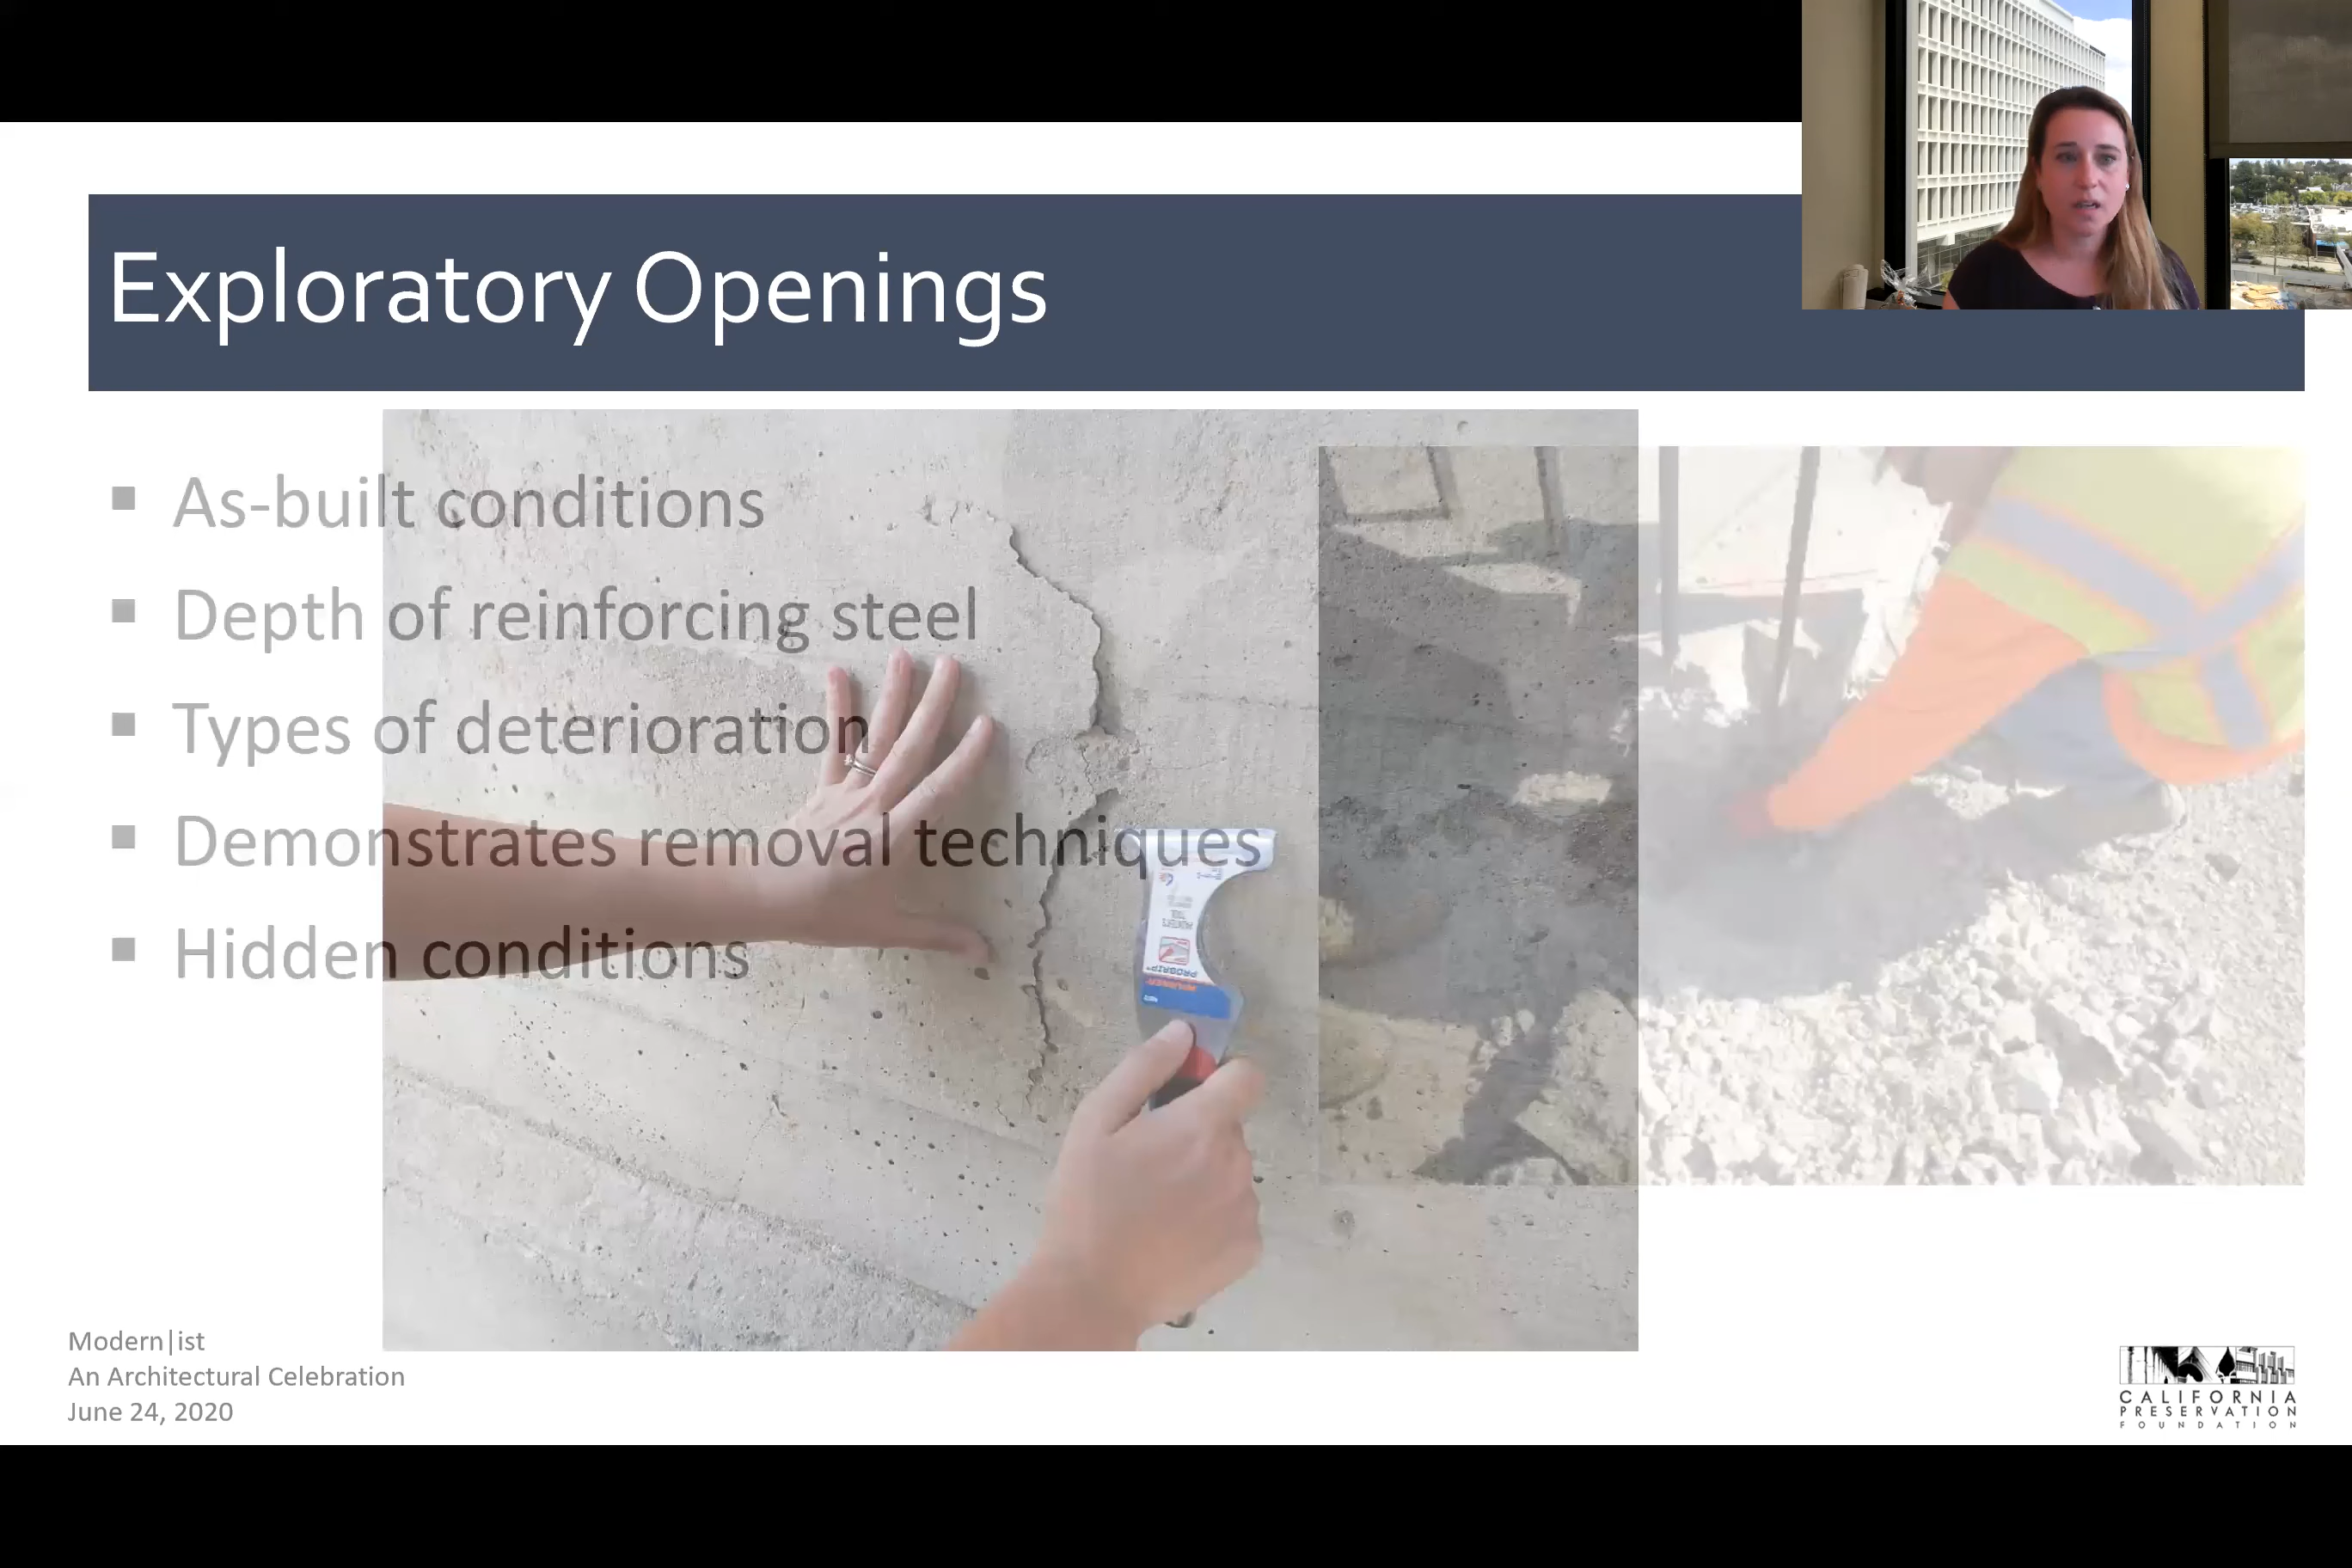 Exploratory Openings
As-built conditions
Depth of reinforcing steel
Types of deterioration
Demonstrates removal techniques
Hidden conditions
PROGRIP
Modern|ist
An Architectural Celebration
June 24, 2020
CALIFORNIA
PRESERVATION
FOUNDATION